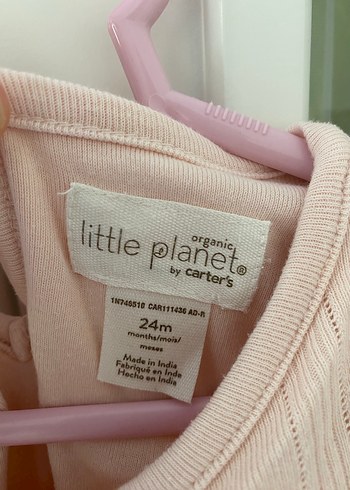 organic
little planet®
by carter's
1N746510 CAR111436 AD-R
24m
months/mois/
meses
Made in India
Fabriqué en Inde
Hecho en India